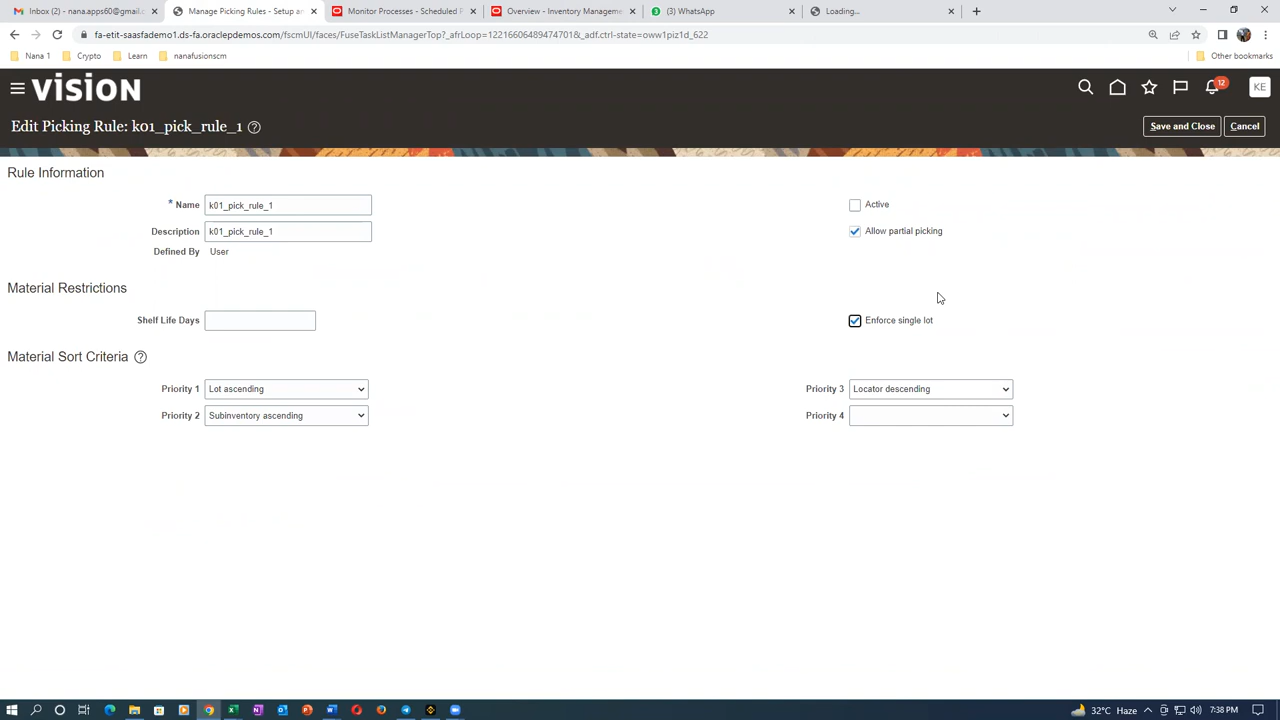 Inbox (2) - nana.apps60@gmail.c
Manage Picking Rules - Setup an
Monitor Processes - Scheduled P
Overview - Inventory Manageme
(3) WhatsApp
Loading...
fa-etit-saasfademo1.ds-fa.oraclepdemos.com/fscmUI/faces/FuseTaskListManagerTop?_afrLoop=12216606489474701&_adf.ctrl-state=oww1piz1d_622
Nana 1
Crypto
Learn
nanafusionscm
Other bookmarks
VISION
12
KE
Edit Picking Rule: k01_pick_rule_1
Save and Close
Cancel
Rule Information
* Name k01_pick_rule_1
Active
Description k01_pick_rule_1
Allow partial picking
Defined By User
Material Restrictions
Shelf Life Days
Enforce single lot
Material Sort Criteria
Priority 1 Lot ascending
Priority 3 Locator descending
Priority 2 Subinventory ascending
Priority 4
32°C Haze
7:38 PM